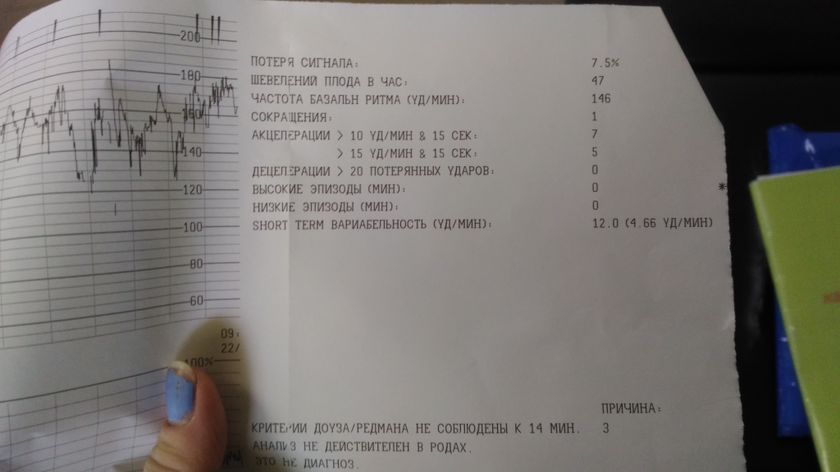 200
180
160
140
120
100
80
60
09:
22/
100%
ПОТЕРЯ СИГНАЛА: 7.5%
ШЕВЕЛЕНИЙ ПЛОДА В ЧАС: 47
ЧАСТОТА БАЗАЛЬН РИТМА (УД/МИН): 146
СОКРАЩЕНИЯ: 1
АКЦЕЛЕРАЦИИ > 10 УД/МИН & 15 СЕК: 7
> 15 УД/МИН & 15 СЕК: 5
ДЕЦЕЛЕРАЦИИ > 20 ПОТЕРЯННЫХ УДАРОВ: 0
ВЫСОКИЕ ЭПИЗОДЫ (МИН): 0 *
НИЗКИЕ ЭПИЗОДЫ (МИН): 0
SHORT TERM ВАРИАБЕЛЬНОСТЬ (УД/МИН): 12.0 (4.66 УД/МИН)
ПРИЧИНА:
КРИТЕРИИ ДОУЗА/РЕДМАНА НЕ СОБЛЮДЕНЫ К 14 МИН. 3
АНАЛИЗ НЕ ДЕЙСТВИТЕЛЕН В РОДАХ.
ЭТО НЕ ДИАГНОЗ.